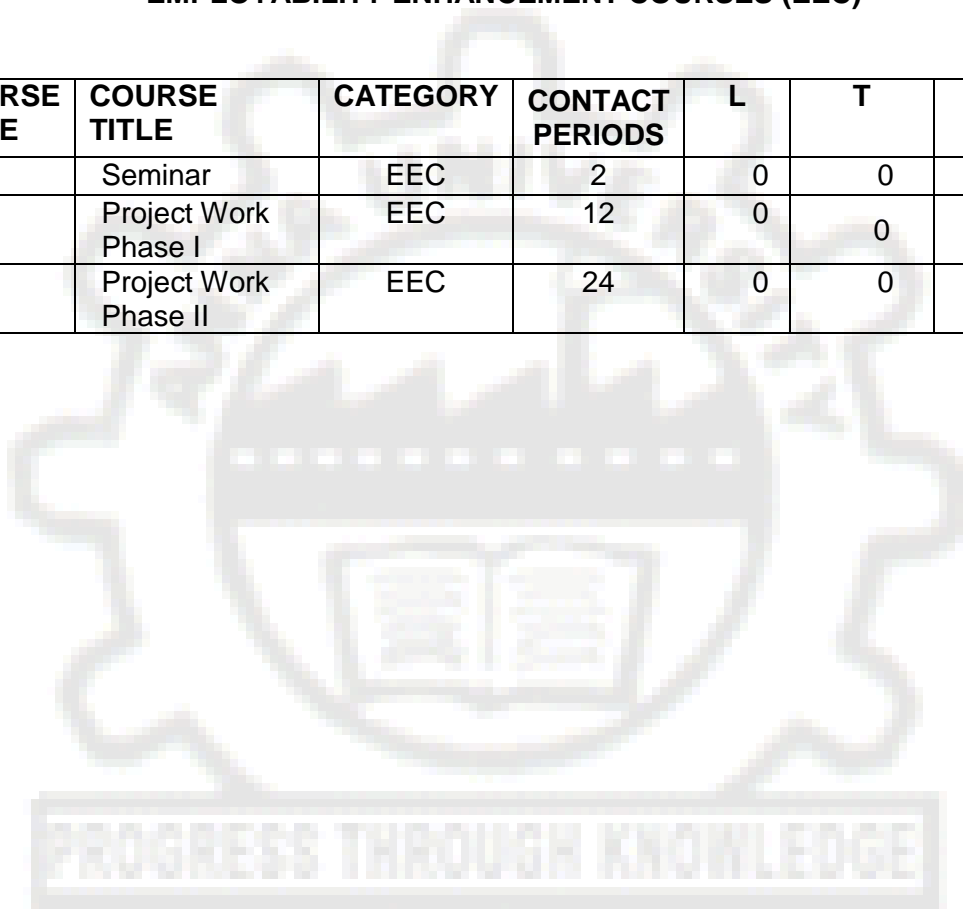 EMPLOYABILITY ENHANCEMENT COURSES (EEC)
RSE COURSE CATEGORY CONTACT L T
E TITLE PERIODS
Seminar EEC 2 0 0
Project Work EEC 12 0 0
Phase I
Project Work EEC 24 0 0
Phase II
UNIVERSITY
PROGRESS THROUGH KNOWLEDGE